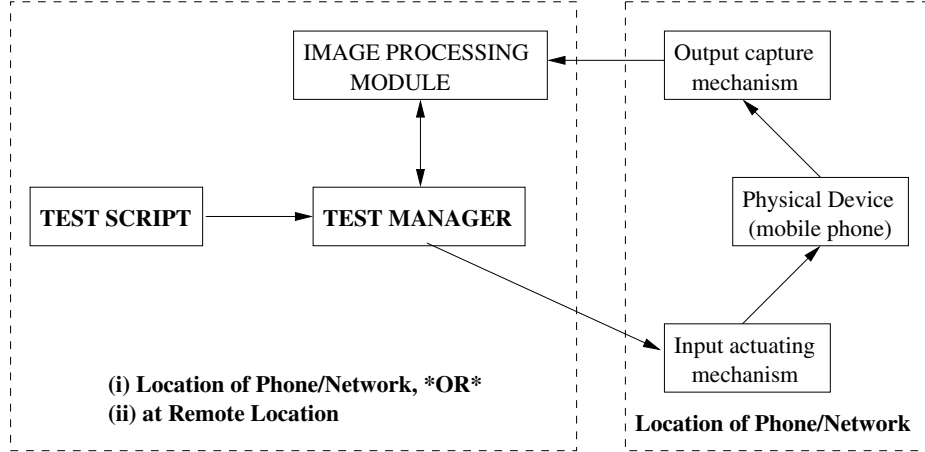 IMAGE PROCESSING
MODULE
Output capture
mechanism
TEST SCRIPT
TEST MANAGER
Physical Device
(mobile phone)
Input actuating
mechanism
(i) Location of Phone/Network, *OR*
(ii) at Remote Location
Location of Phone/Network